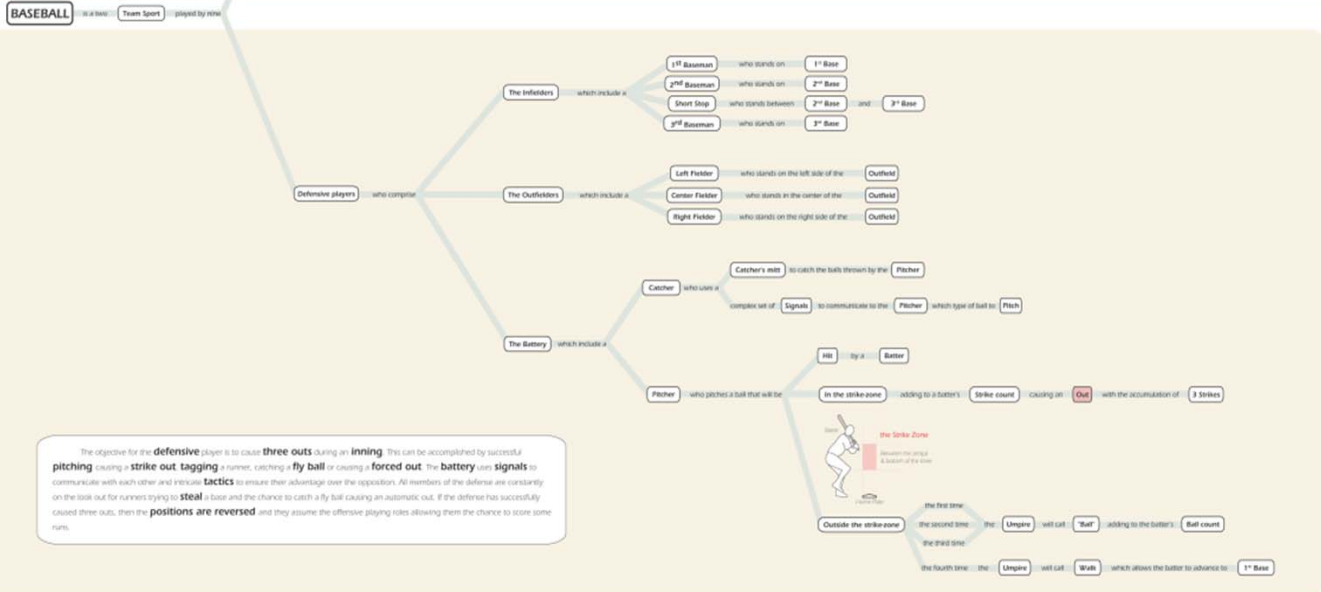 BASEBALL is a two Team Sport played by nine
1st Baseman who stands on 1st Base
The Infielders which include a
2nd Baseman who stands on 2nd Base
Short Stop who stands between 2nd Base and 3rd Base
3rd Baseman who stands on 3rd Base
Defensive players who comprise
The Outfielders which include a
Left Fielder who stands on the left side of the Outfield
Center Fielder who stands in the center of the Outfield
Right Fielder who stands on the right side of the Outfield
The Battery which include a
Catcher who uses a
Catcher's mitt to catch the balls thrown by the Pitcher
complex set of Signals to communicate to the Pitcher which type of ball to Pitch
Pitcher who pitches a ball that will be
Hit by a Batter
In the strike-zone adding to a batter's Strike count causing an Out with the accumulation of 3 Strikes
the Strike Zone
& bottom of the knee
Home Plate
Outside the strike-zone
the first time
the second time the Umpire will call "Ball" adding to the batter's Ball count
the third time
the fourth time the Umpire will call Walk which allows the batter to advance to 1st Base
The objective for the defensive player is to cause three outs during an inning. This can be accomplished by successful
pitching causing a strike out, tagging a runner, catching a fly ball or causing a forced out. The battery uses signals to
communicate with each other and intricate tactics to ensure their advantage over the opposition. All members of the defense are constantly
on the look out for runners trying to steal a base and the chance to catch a fly ball causing an automatic out. If the defense has successfully
caused three outs, then the positions are reversed and they assume the offensive playing roles allowing them the chance to score some
runs.